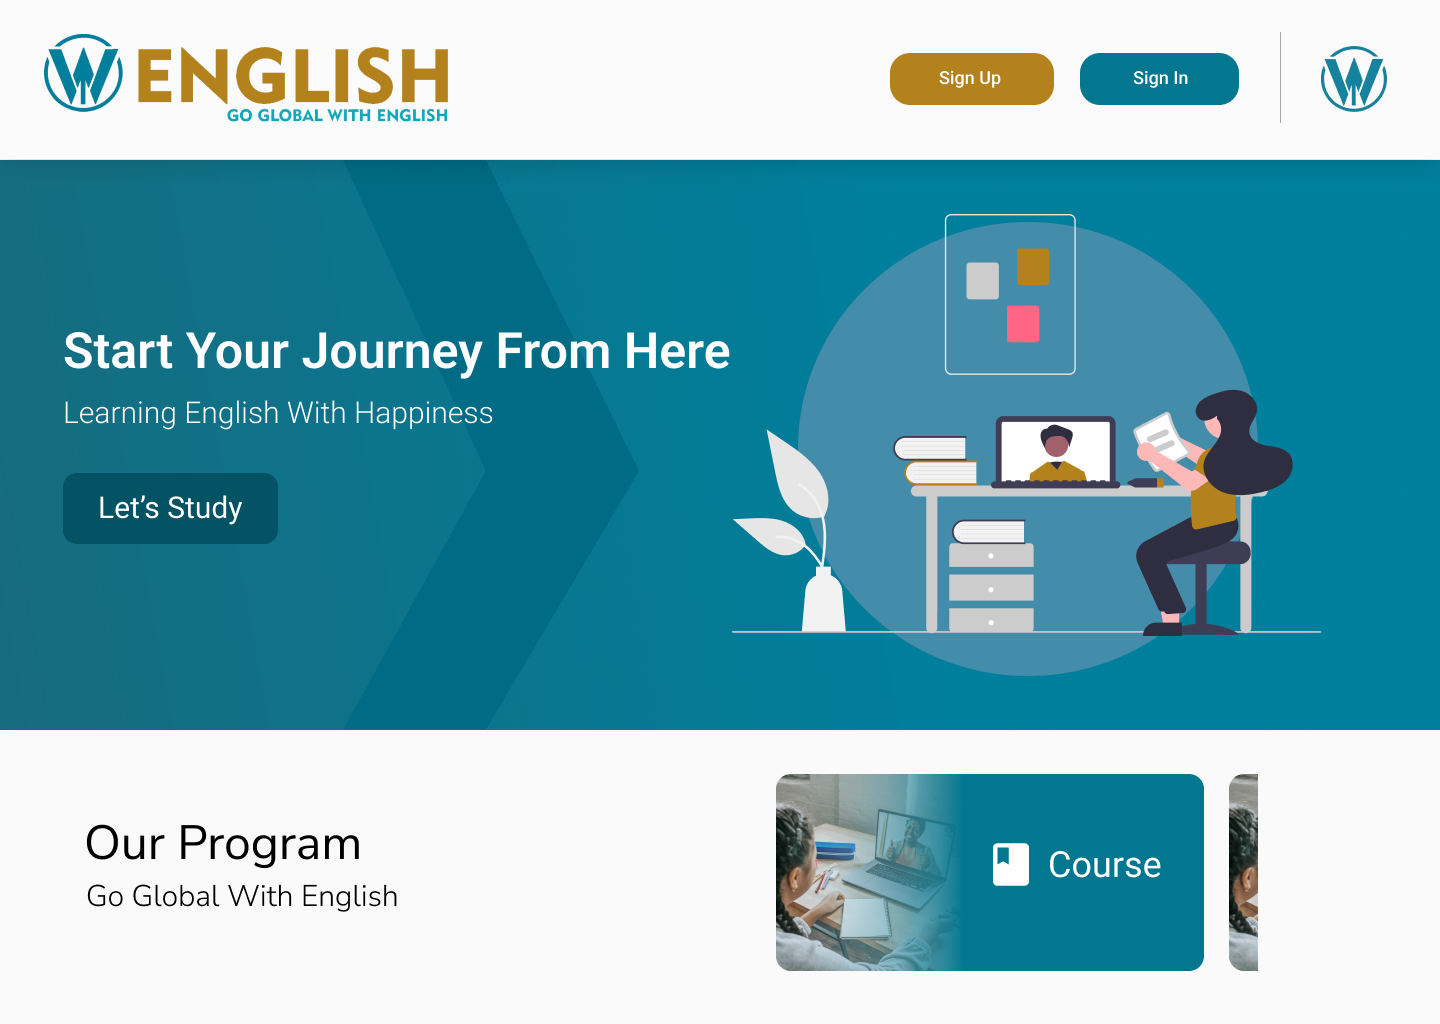 ENGLISH
GO GLOBAL WITH ENGLISH
Sign Up
Sign In
Start Your Journey From Here
Learning English With Happiness
Let’s Study
Our Program
Go Global With English
Course